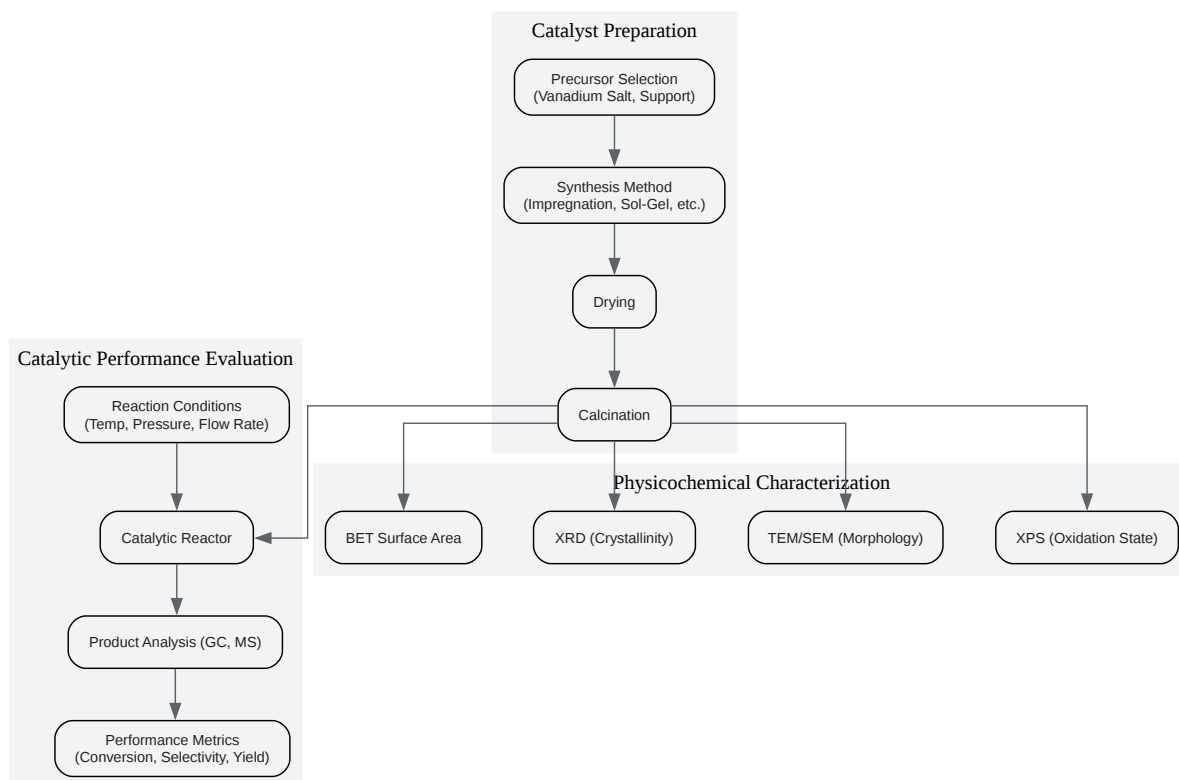 Catalyst Preparation
Precursor Selection
(Vanadium Salt, Support)
Synthesis Method
(Impregnation, Sol-Gel, etc.)
Drying
Calcination
Catalytic Performance Evaluation
Reaction Conditions
(Temp, Pressure, Flow Rate)
Catalytic Reactor
Product Analysis (GC, MS)
Performance Metrics
(Conversion, Selectivity, Yield)
Physicochemical Characterization
BET Surface Area
XRD (Crystallinity)
TEM/SEM (Morphology)
XPS (Oxidation State)